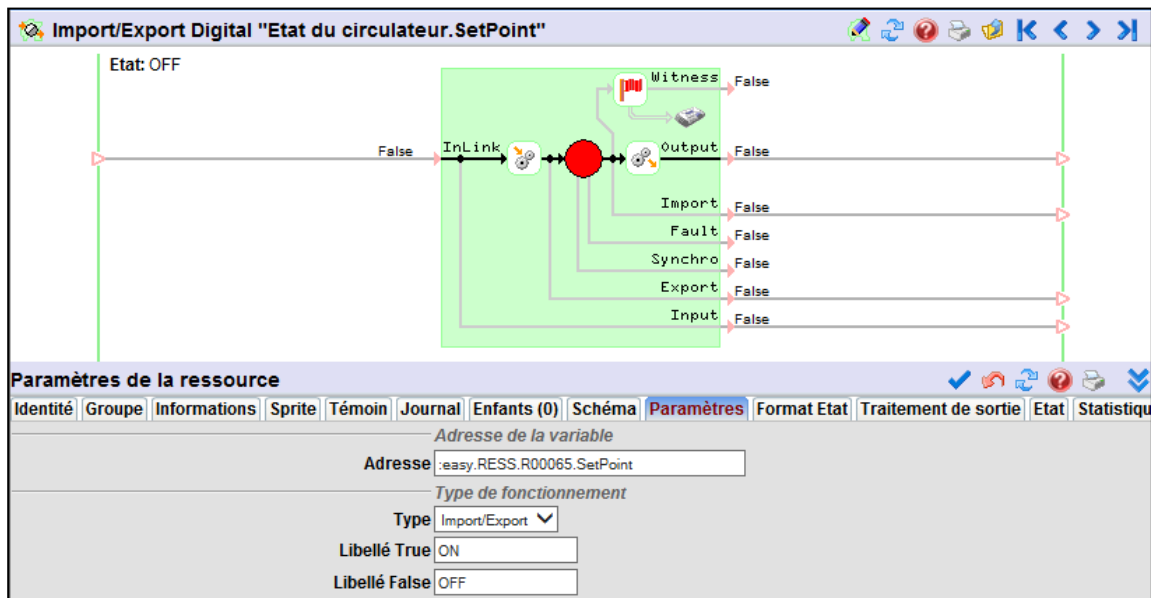 Import/Export Digital "Etat du circulateur.SetPoint"
Etat: OFF
Witness False
False InLink Output False
Import False
Fault False
Synchro False
Export False
Input False
Paramètres de la ressource
Identité Groupe Informations Sprite Témoin Journal Enfants (0) Schéma Paramètres Format Etat Traitement de sortie Etat Statistiqu
Adresse de la variable
Adresse :easy.RESS.R00065.SetPoint
Type de fonctionnement
Type Import/Export
Libellé True ON
Libellé False OFF